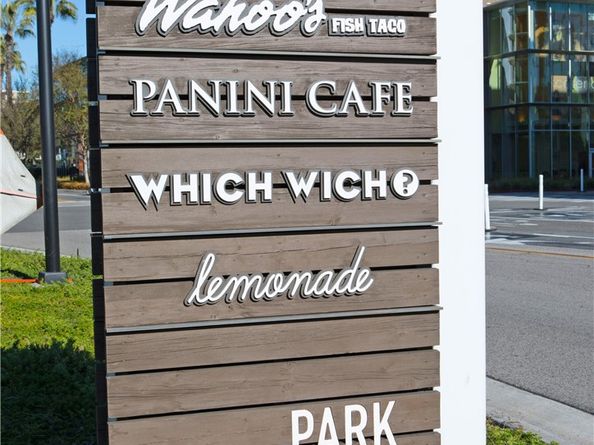 Wahoo's FISH TACO
PANINI CAFE
WHICH WICH?
lemonade
PARK